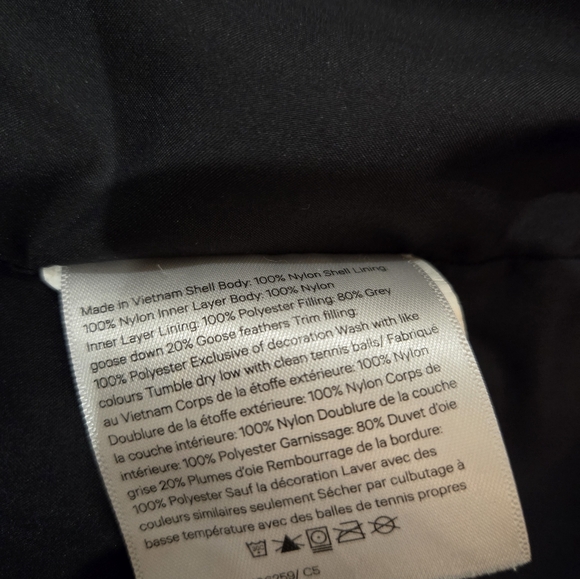 Made in Vietnam Shell Body: 100% Nylon Shell Lining:
100% Nylon Inner Layer Body: 100% Nylon
Inner Layer Lining: 100% Polyester Filling: 80% Grey
goose down 20% Goose feathers Trim filling:
100% Polyester Exclusive of decoration Wash with like
colours Tumble dry low with clean tennis balls/ Fabriqué
au Vietnam Corps de la étoffe extérieure: 100% Nylon
Doublure de la étoffe extérieure: 100% Nylon Corps de
la couche intérieure: 100% Nylon Doublure de la couche
intérieure: 100% Polyester Garnissage: 80% Duvet d'oie
grise 20% Plumes d'oie Rembourrage de la bordure:
100% Polyester Sauf la décoration Laver avec des
couleurs similaires seulement Sécher par culbutage à
basse température avec des balles de tennis propres
259/ C5